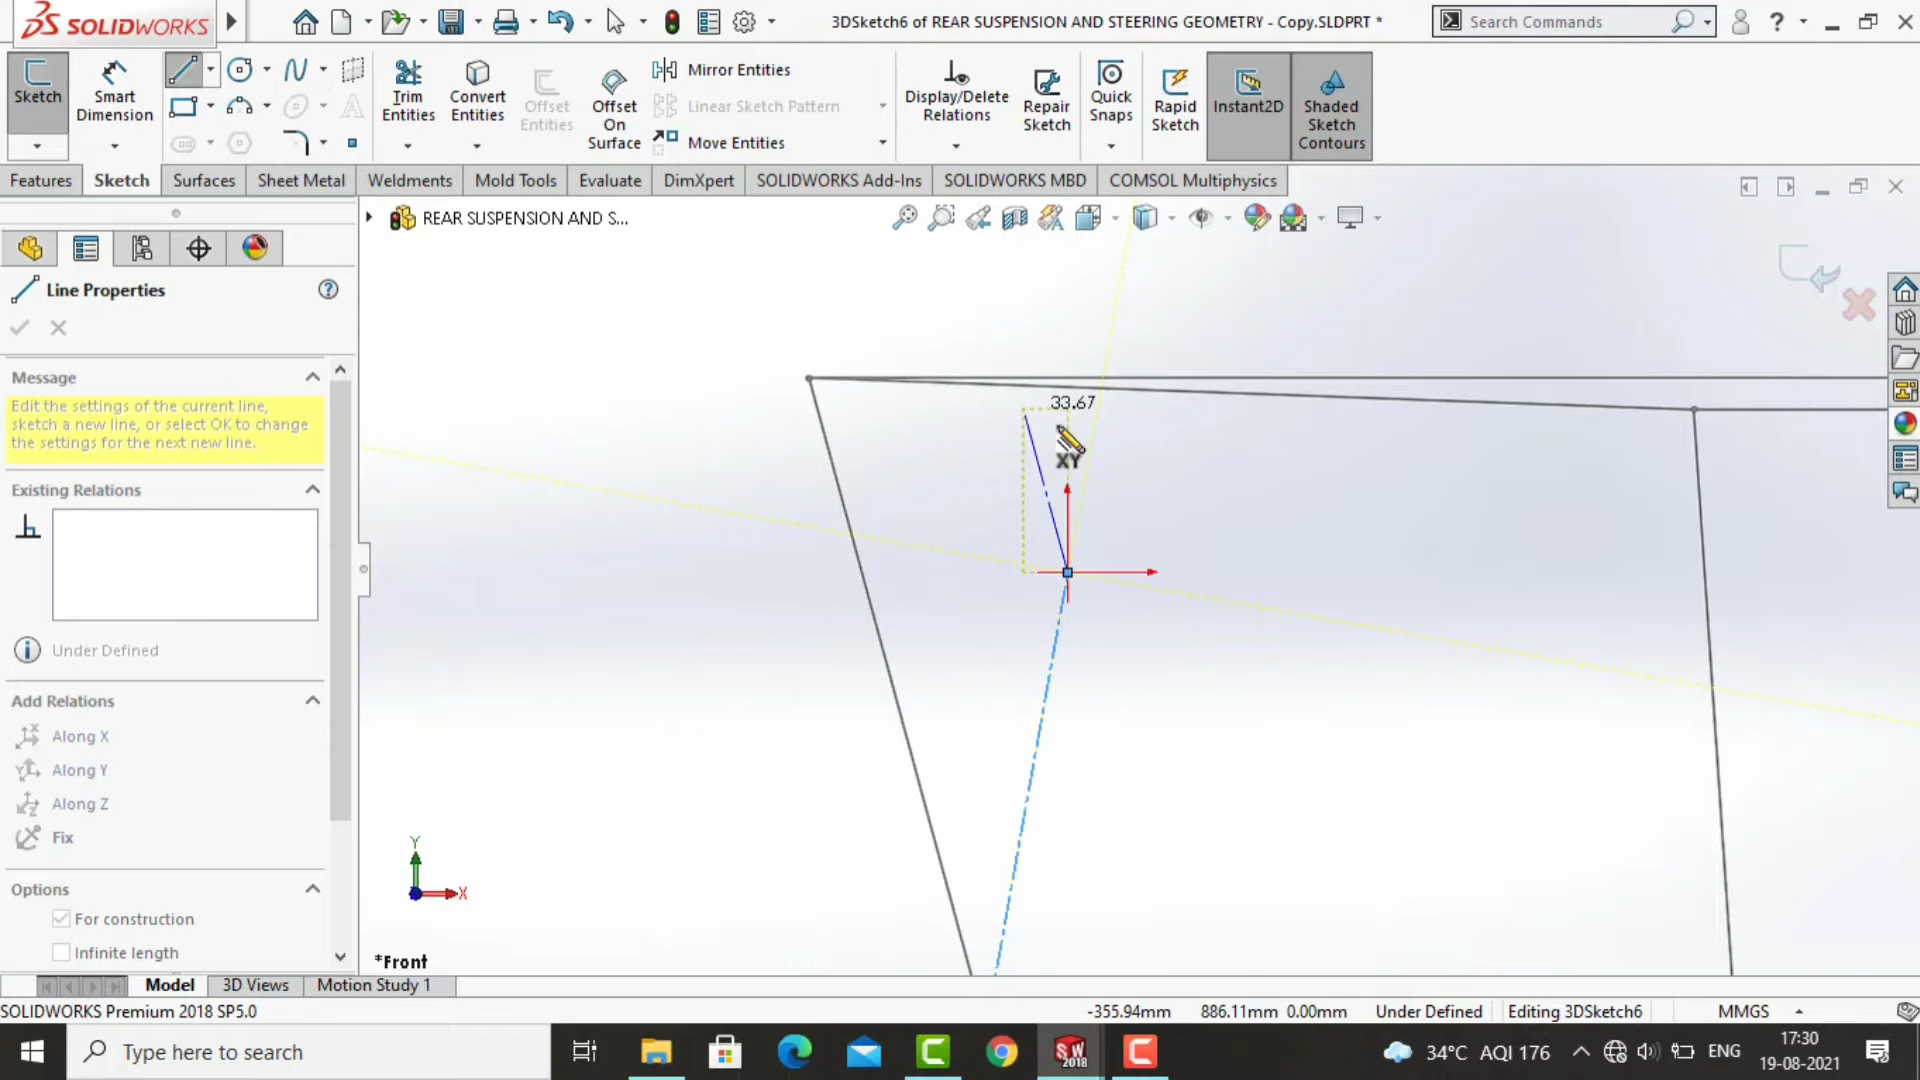 SOLIDWORKS
3DSketch6 of REAR SUSPENSION AND STEERING GEOMETRY - Copy.SLDPRT *
Search Commands
?
Sketch
Smart Dimension
Trim Entities
Convert Entities
Offset Entities
Offset On Surface
Mirror Entities
Linear Sketch Pattern
Move Entities
Display/Delete Relations
Repair Sketch
Quick Snaps
Rapid Sketch
Instant2D
Shaded Sketch Contours
Features
Sketch
Surfaces
Sheet Metal
Weldments
Mold Tools
Evaluate
DimXpert
SOLIDWORKS Add-Ins
SOLIDWORKS MBD
COMSOL Multiphysics
REAR SUSPENSION AND S...
Line Properties
?
Message
Edit the settings of the current line,
sketch a new line, or select OK to change
the settings for the next new line.
Existing Relations
Under Defined
Add Relations
Along X
Along Y
Along Z
Fix
Options
For construction
Infinite length
33.67
XY
Y
X
*Front
Model
3D Views
Motion Study 1
SOLIDWORKS Premium 2018 SP5.0
-355.94mm
886.11mm 0.00mm
Under Defined
Editing 3DSketch6
MMGS
Type here to search
SW
2018
34°C AQI 176
ENG
17:30
19-08-2021